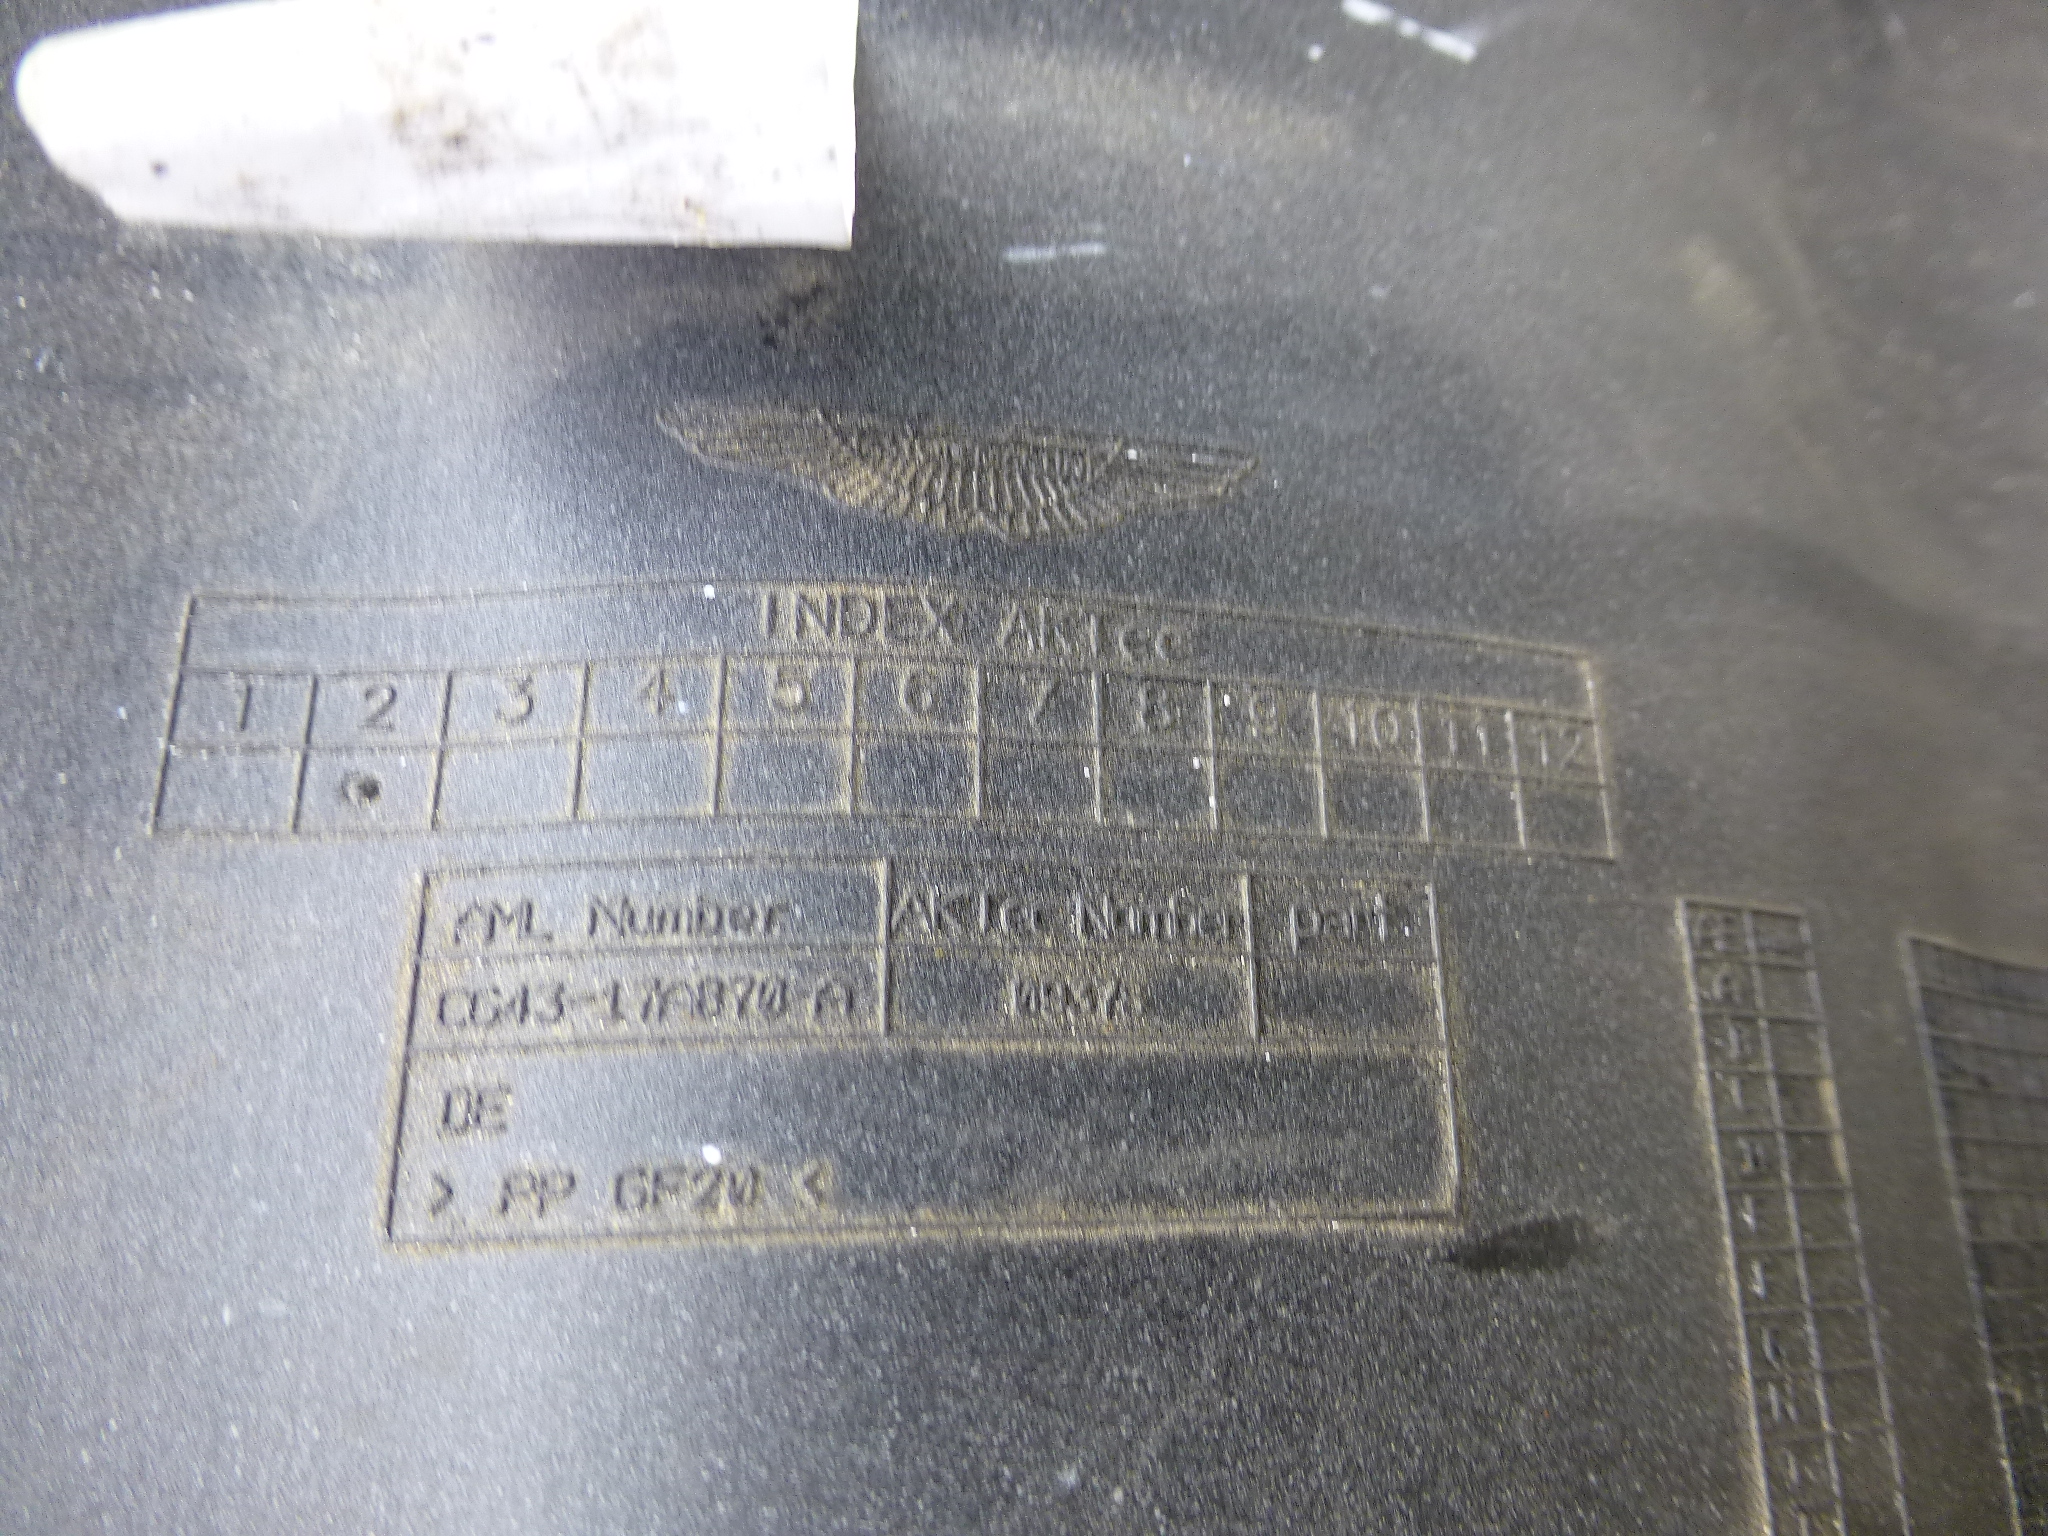 INDEX AKTec
1 2 3 4 5 6 7 8 9 10 11 12
AML Number AKTec Number part.
CG43-17A870-A
DE
> PP GF20 <